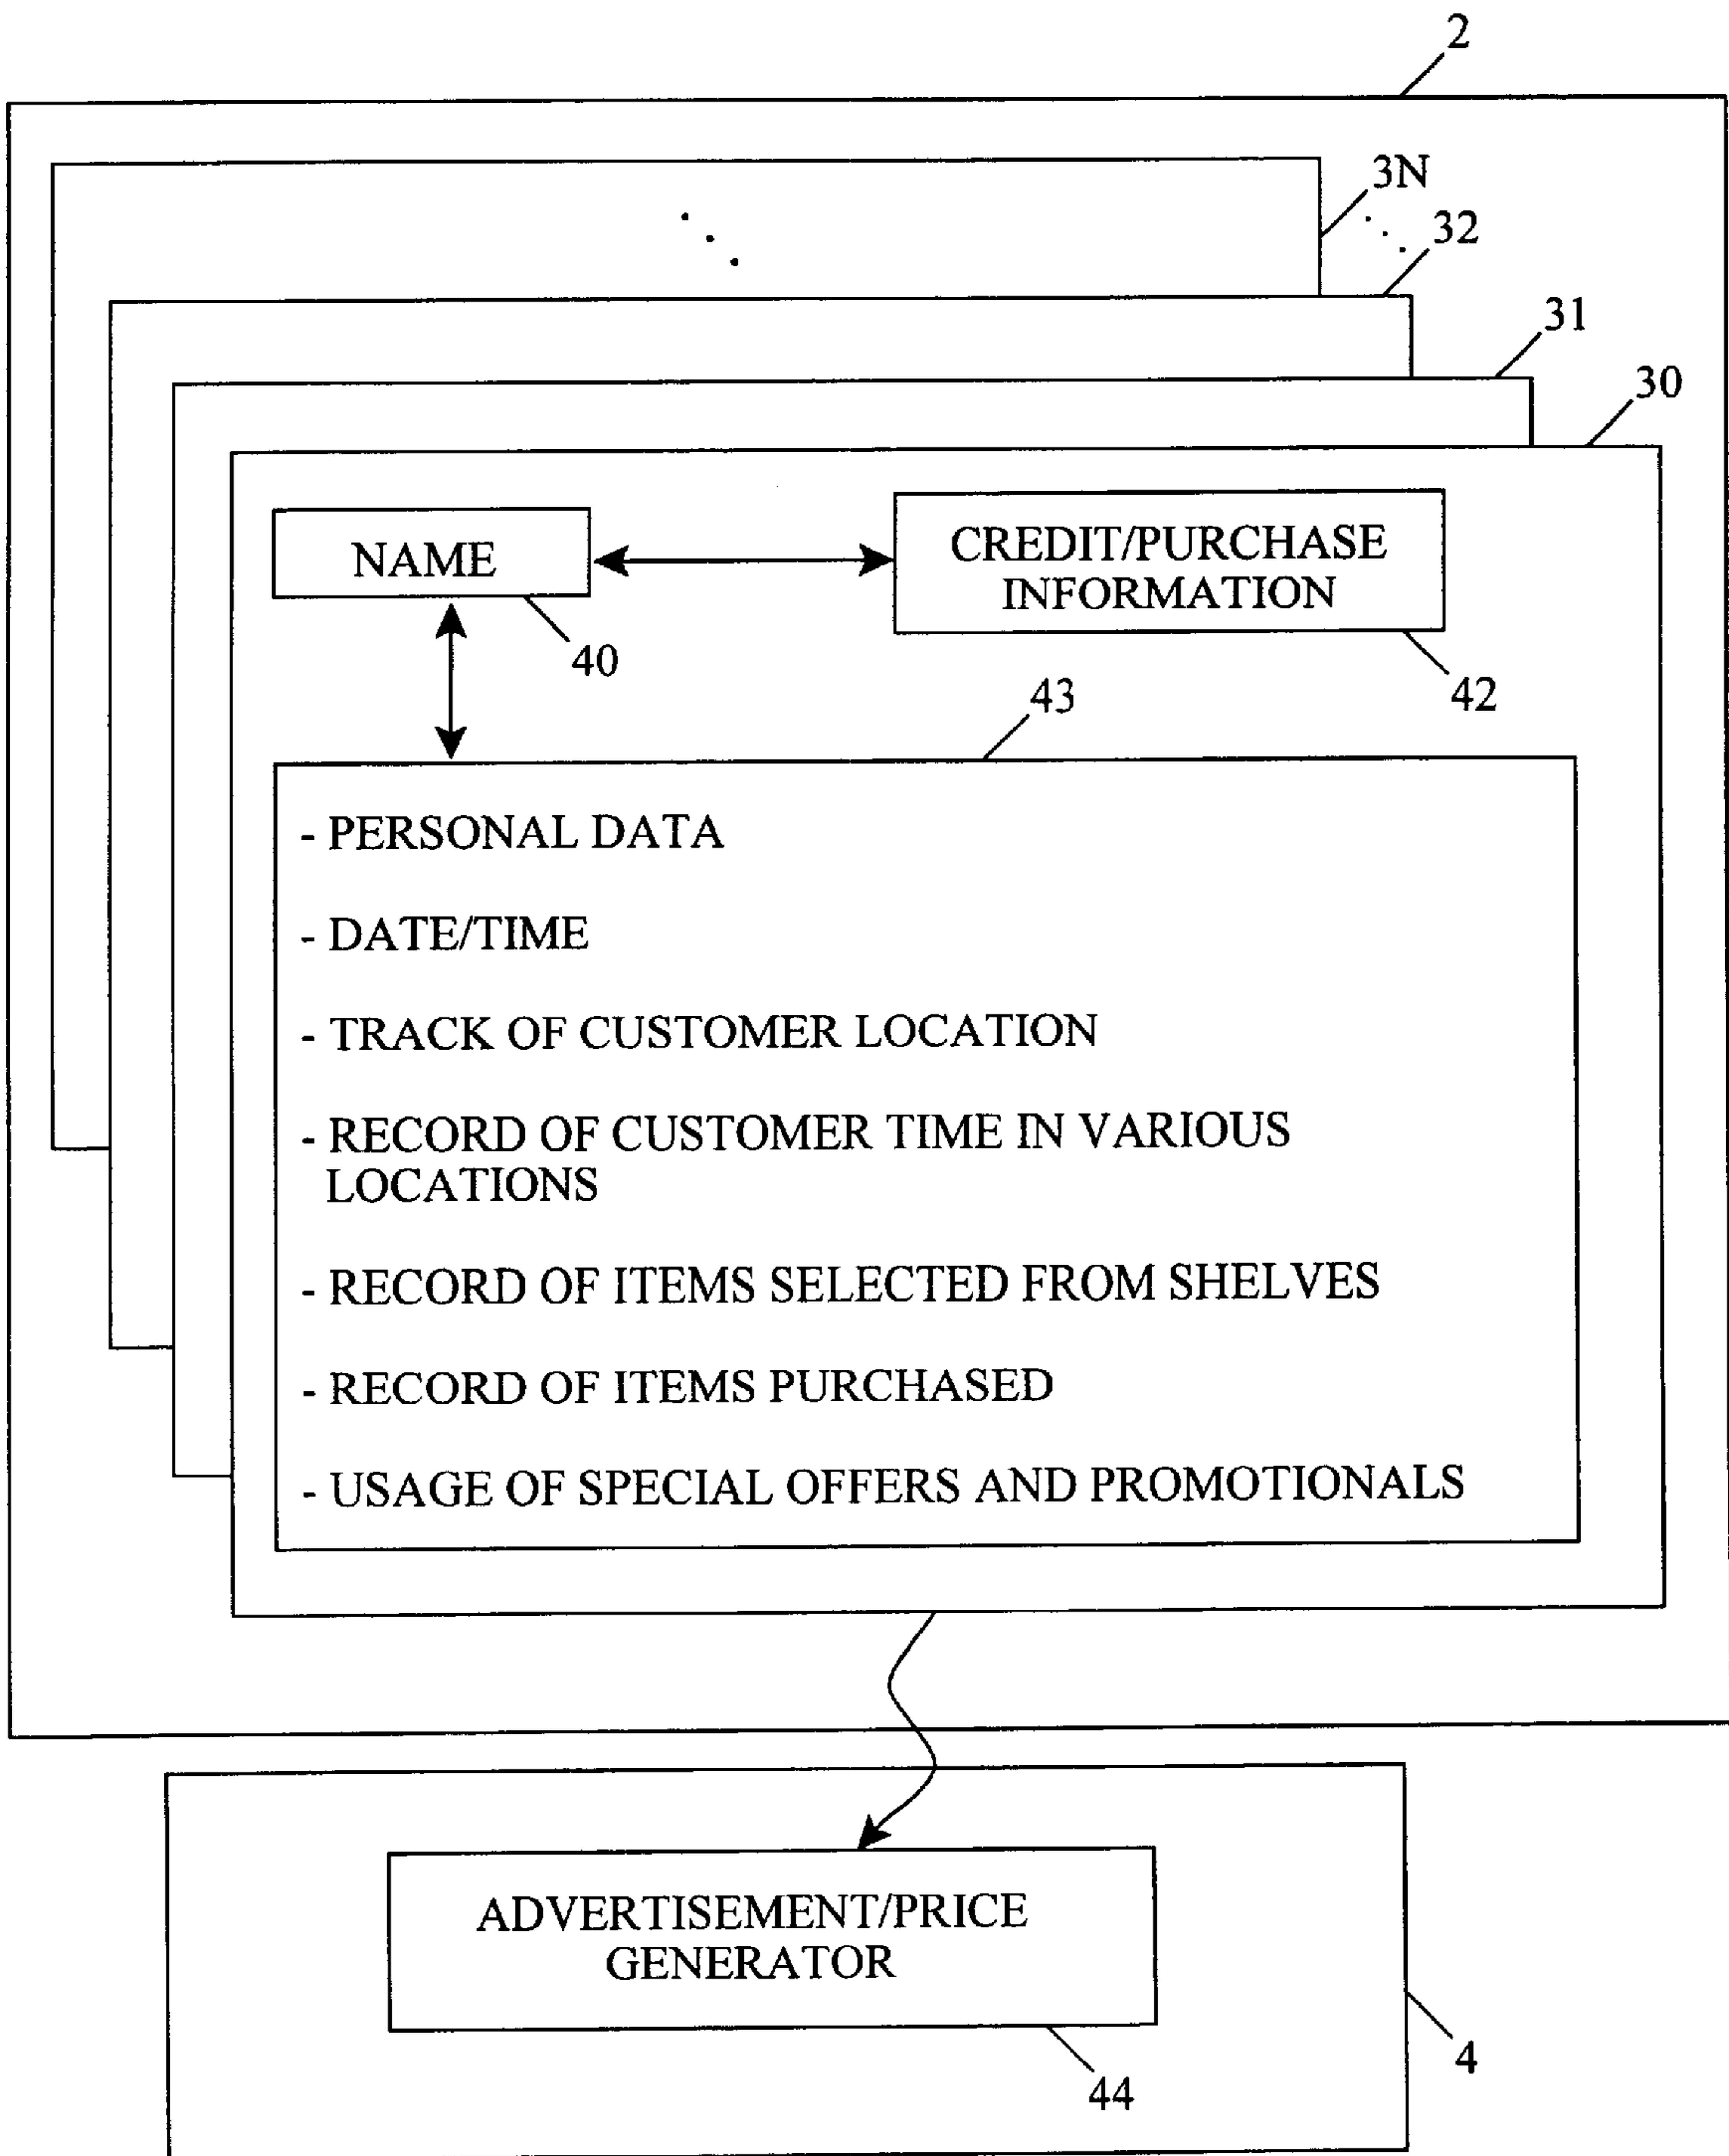 2
3N
32
31
30
NAME
CREDIT/PURCHASE
INFORMATION
40
42
43
- PERSONAL DATA
- DATE/TIME
- TRACK OF CUSTOMER LOCATION
- RECORD OF CUSTOMER TIME IN VARIOUS
LOCATIONS
- RECORD OF ITEMS SELECTED FROM SHELVES
- RECORD OF ITEMS PURCHASED
- USAGE OF SPECIAL OFFERS AND PROMOTIONALS
ADVERTISEMENT/PRICE
GENERATOR
4
44